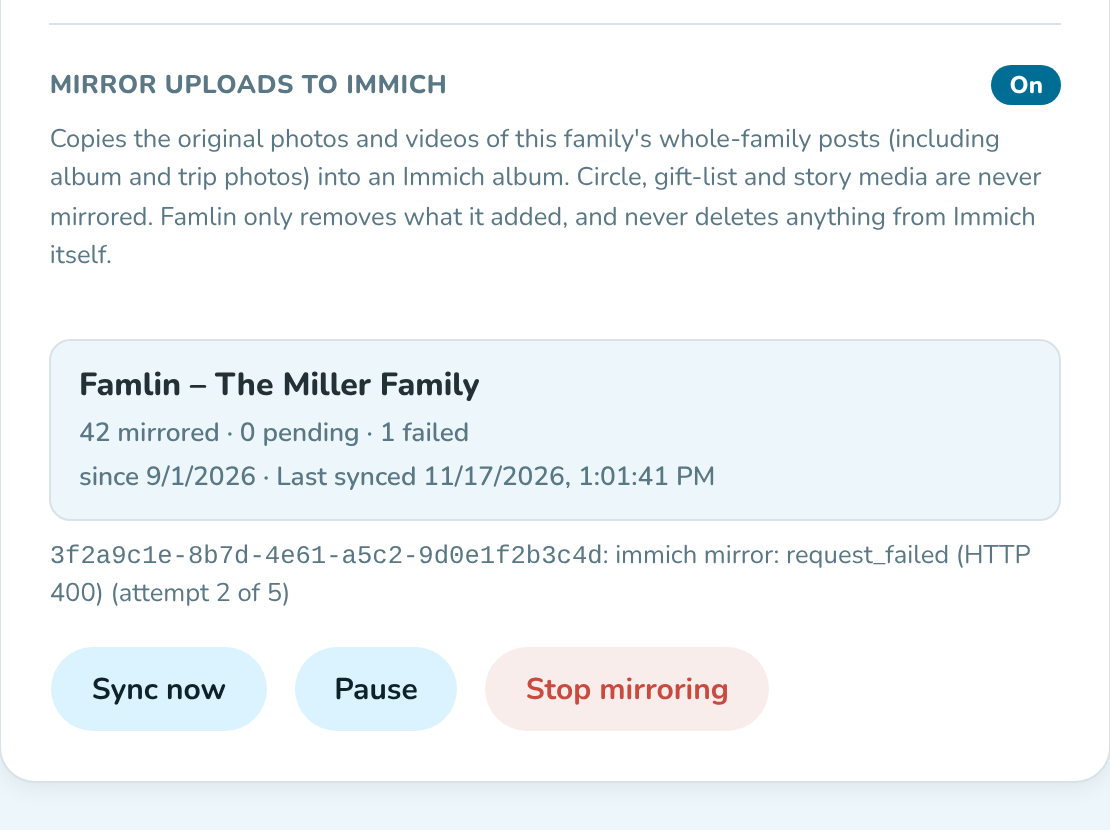 MIRROR UPLOADS TO IMMICH
On
Copies the original photos and videos of this family's whole-family posts (including
album and trip photos) into an Immich album. Circle, gift-list and story media are never
mirrored. Famlin only removes what it added, and never deletes anything from Immich
itself.
Famlin – The Miller Family
42 mirrored · 0 pending · 1 failed
since 9/1/2026 · Last synced 11/17/2026, 1:01:41 PM
3f2a9c1e-8b7d-4e61-a5c2-9d0e1f2b3c4d: immich mirror: request_failed (HTTP
400) (attempt 2 of 5)
Sync now
Pause
Stop mirroring